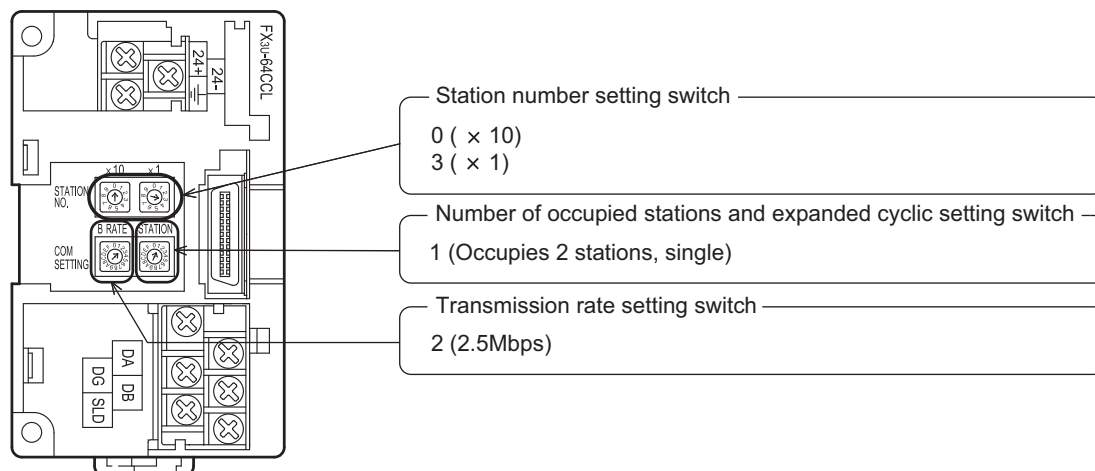 FX3U-64CCL
24+
24-
×10 ×1
STATION
NO.
B RATE STATION
COM
SETTING
DA
DG
DB
SLD
Station number setting switch
0 ( × 10)
3 ( × 1)
Number of occupied stations and expanded cyclic setting switch
1 (Occupies 2 stations, single)
Transmission rate setting switch
2 (2.5Mbps)